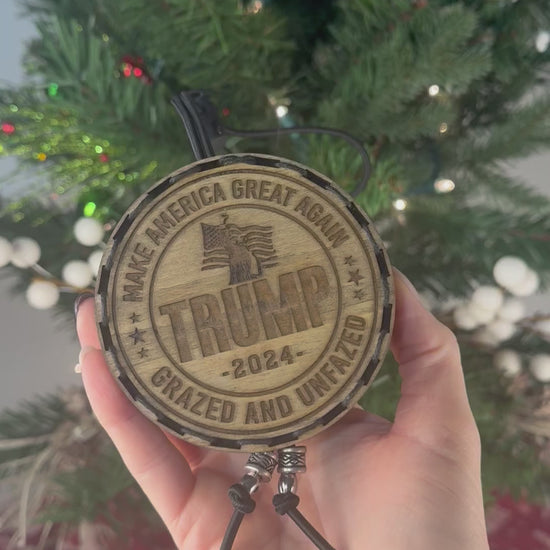 MAKE AMERICA GREAT AGAIN
TRUMP
-2024-
GRAZED AND UNFAZED